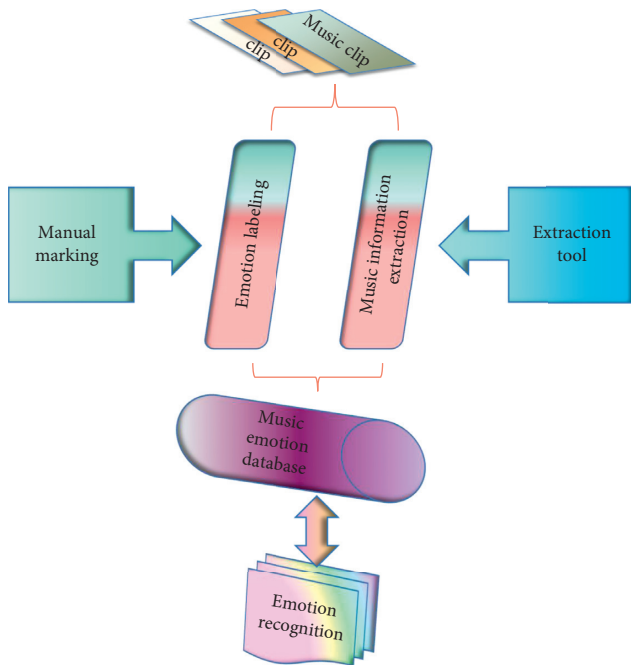 clip
clip
Music clip
Manual
marking
Emotion labeling
Music information
extraction
Extraction
tool
Music
emotion
database
Emotion
recognition